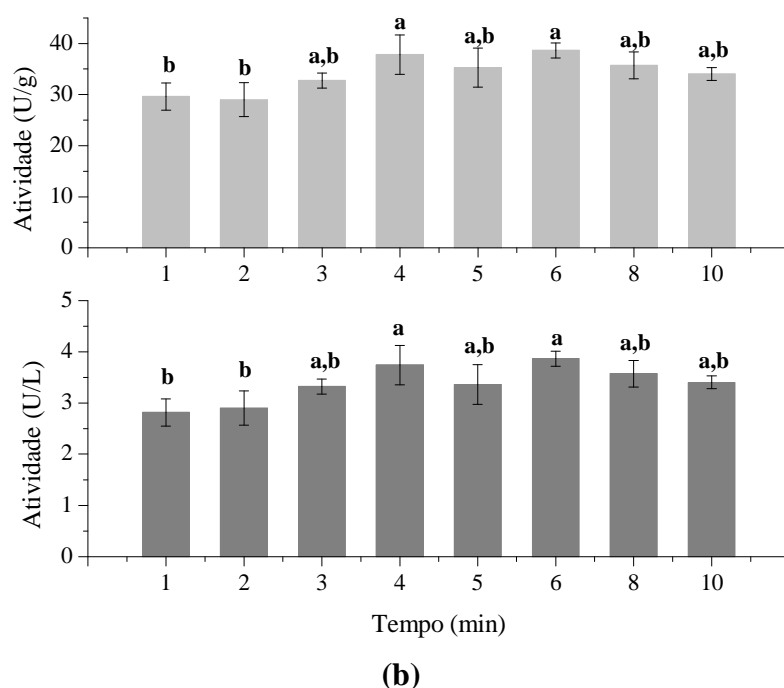 40
30
20
10
0
Atividade (U/g)
b b a,b a a,b a a,b a,b
1 2 3 4 5 6 8 10
5
4
3
2
1
0
Atividade (U/L)
b b a,b a a,b a a,b a,b
1 2 3 4 5 6 8 10
Tempo (min)
(b)